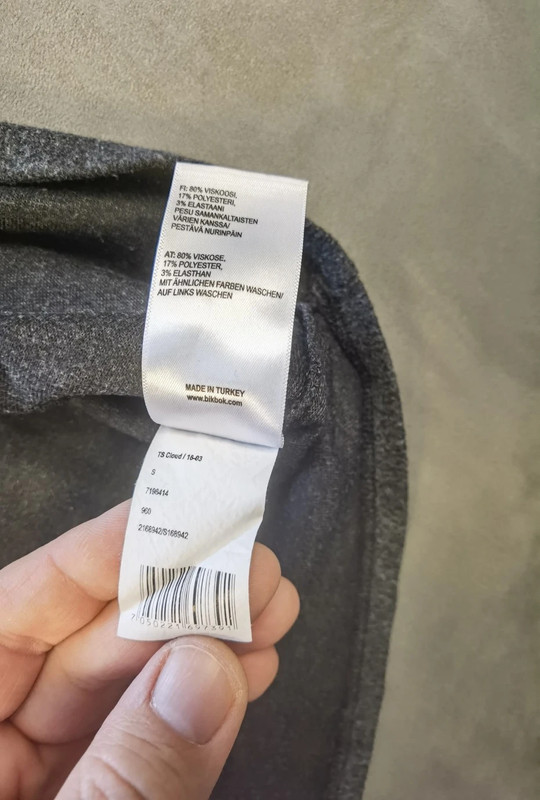 FI: 80% VISKOOSI,
17% POLYESTERI,
3% ELASTAANI
PESU SAMANKALTAISTEN
VÄRIEN KANSSA/
PESTÄVÄ NURINPÄIN
AT: 80% VISKOSE,
17% POLYESTER,
3% ELASTHAN
MIT ÄHNLICHEN FARBEN WASCHEN/
AUF LINKS WASCHEN
MADE IN TURKEY
www.bikbok.com
TS Cloud / 16-03
S
7198414
900
2168942/S168942